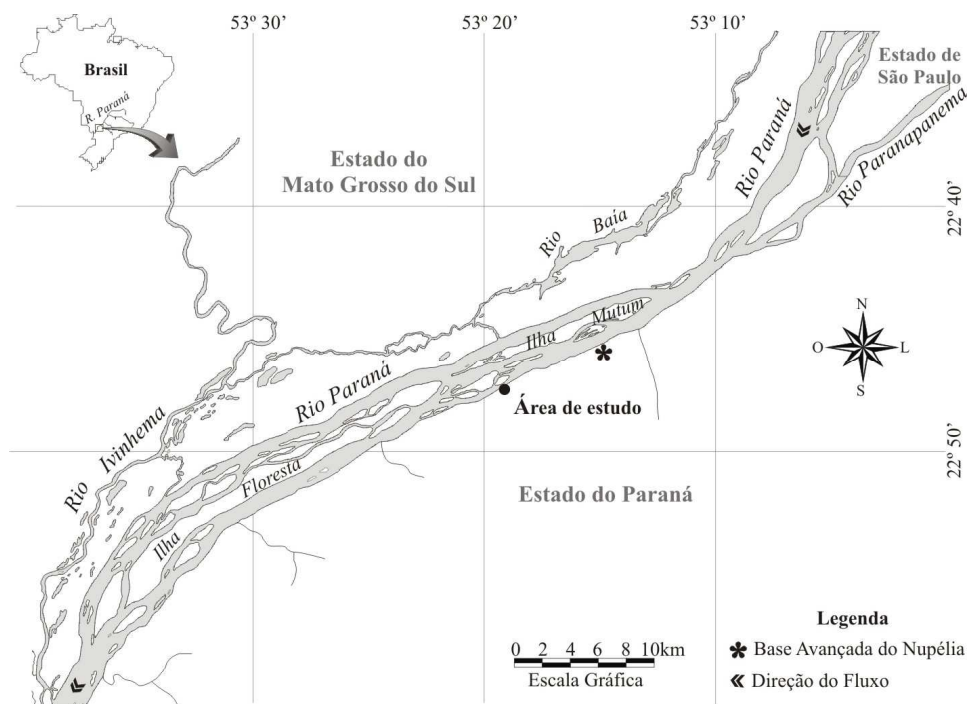 53º 30’ 53º 20’ 53º 10’
Brasil
R. Paraná
Estado de
São Paulo
Rio Paraná
Rio Paranapanema
Estado do
Mato Grosso do Sul
22º 40’
Rio Baía
Ilha Mutum
N
O L
S
Rio Paraná
Área de estudo
Rio Ivinhema
22º 50’
Ilha Floresta
Estado do Paraná
Legenda
Base Avançada do Nupélia
Direção do Fluxo
0 2 4 6 8 10km
Escala Gráfica